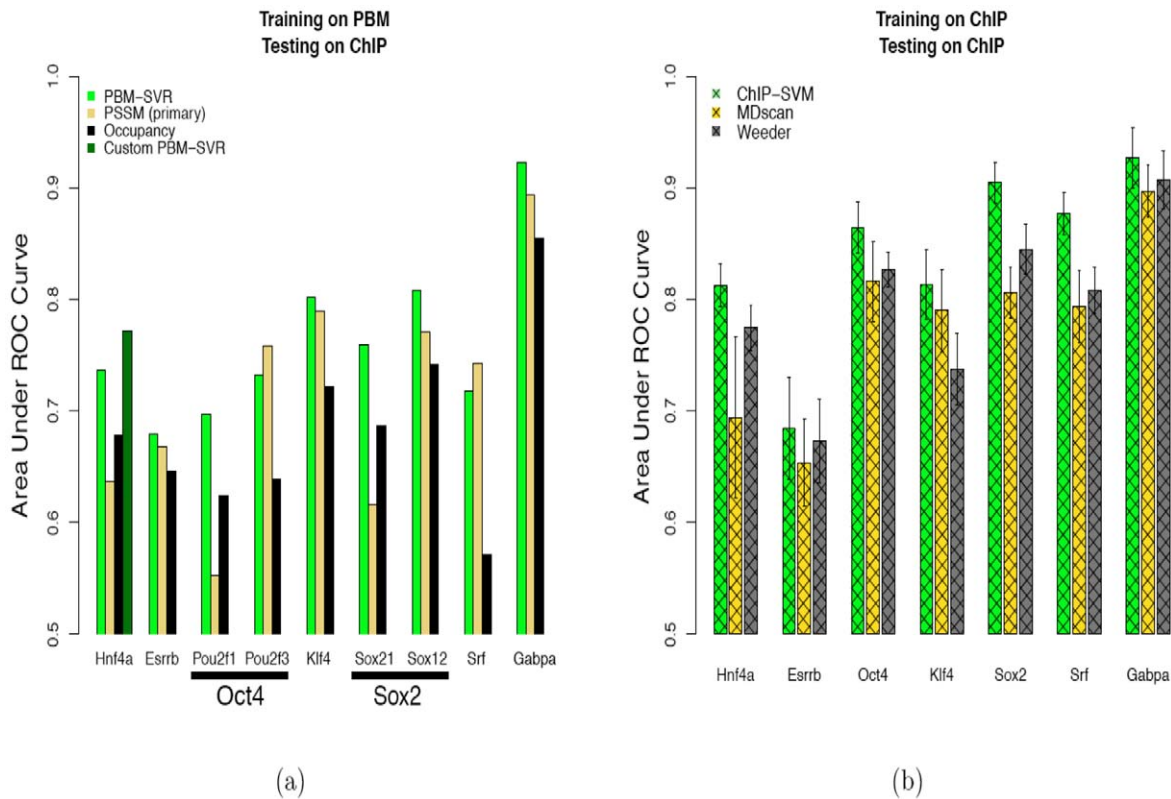 Training on PBM
Testing on ChIP
Area Under ROC Curve
1.0
0.9
0.8
0.7
0.6
0.5
PBM−SVR
PSSM (primary)
Occupancy
Custom PBM−SVR
Hnf4a Esrrb Pou2f1 Pou2f3 Klf4 Sox21 Sox12 Srf Gabpa
Oct4 Sox2
(a)
Training on ChIP
Testing on ChIP
Area Under ROC Curve
1.0
0.9
0.8
0.7
0.6
0.5
ChIP−SVM
MDscan
Weeder
Hnf4a Esrrb Oct4 Klf4 Sox2 Srf Gabpa
(b)